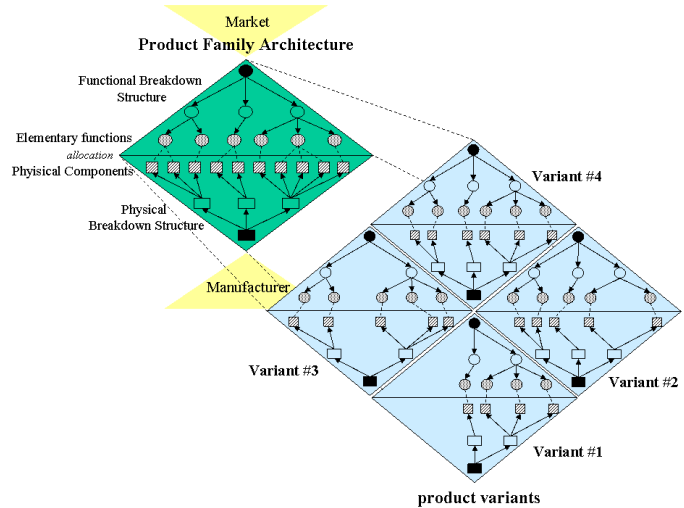 Market
Product Family Architecture
Functional Breakdown
Structure
Elementary functions
allocation
Phyisical Components
Physical
Breakdown Structure
Manufacturer
Variant #4
Variant #3
Variant #2
Variant #1
product variants